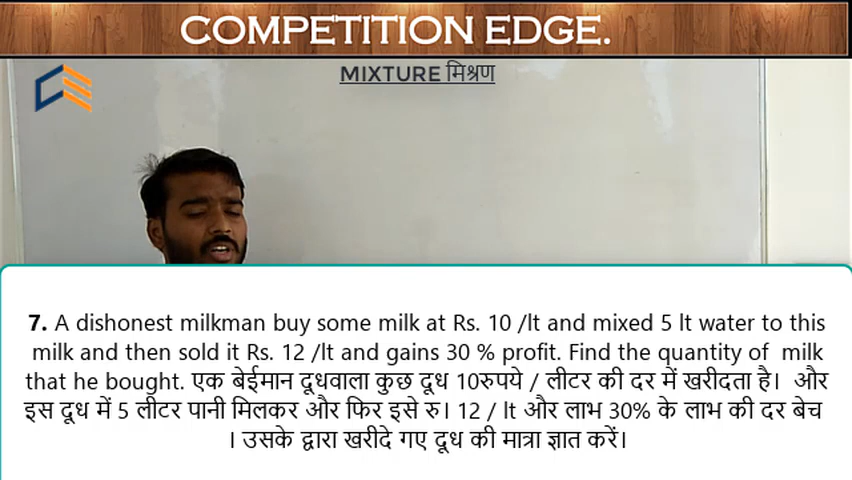 COMPETITION EDGE.
MIXTURE मिश्रण
7. A dishonest milkman buy some milk at Rs. 10 /lt and mixed 5 lt water to this
milk and then sold it Rs. 12 /lt and gains 30 % profit. Find the quantity of milk
that he bought. एक बेईमान दूधवाला कुछ दूध 10रुपये / लीटर की दर में खरीदता है। और
इस दूध में 5 लीटर पानी मिलकर और फिर इसे रु। 12 / lt और लाभ 30% के लाभ की दर बेच
। उसके द्वारा खरीदे गए दूध की मात्रा ज्ञात करें।